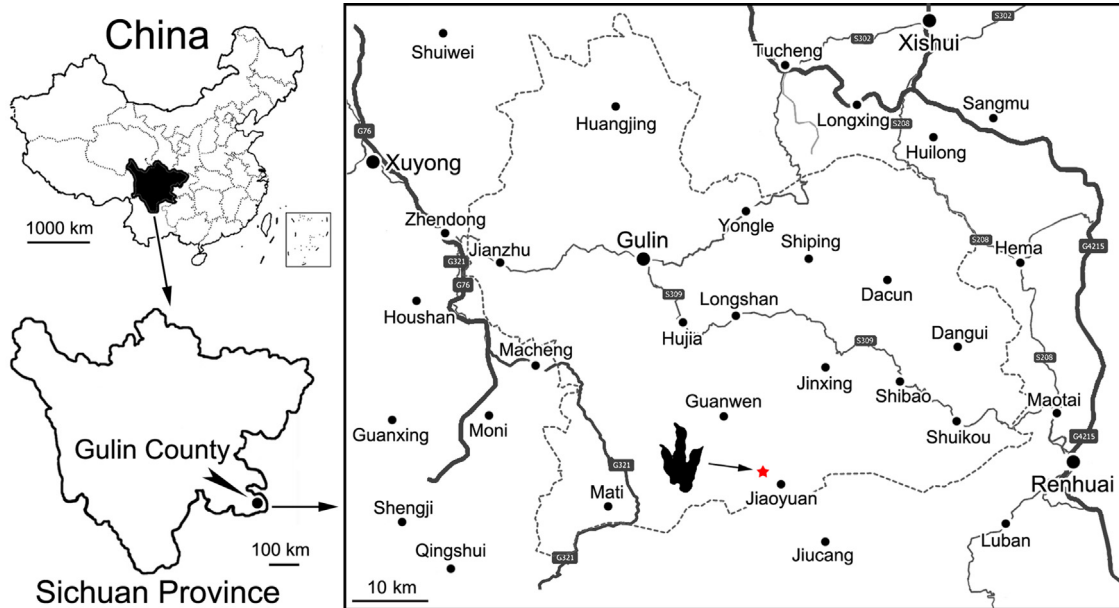 China
1000 km
Gulin County
100 km
Sichuan Province
Shuiwei
S302
S302
Xishui
Tucheng
Huangjing
Longxing
Sangmu
G76
S208
Huilong
Xuyong
Zhendong
Yongle
Jianzhu
Gulin
Shiping
S208
Hema
G4215
G321
G76
S309
Dacun
Houshan
Longshan
Hujia
Dangui
Macheng
S309
S208
Jinxing
Shibao
Guanwen
Maotai
Guanxing
Moni
Shuikou
G4215
G321
Renhuai
Mati
Jiaoyuan
Shengji
Luban
Qingshui
G321
Jiucang
10 km